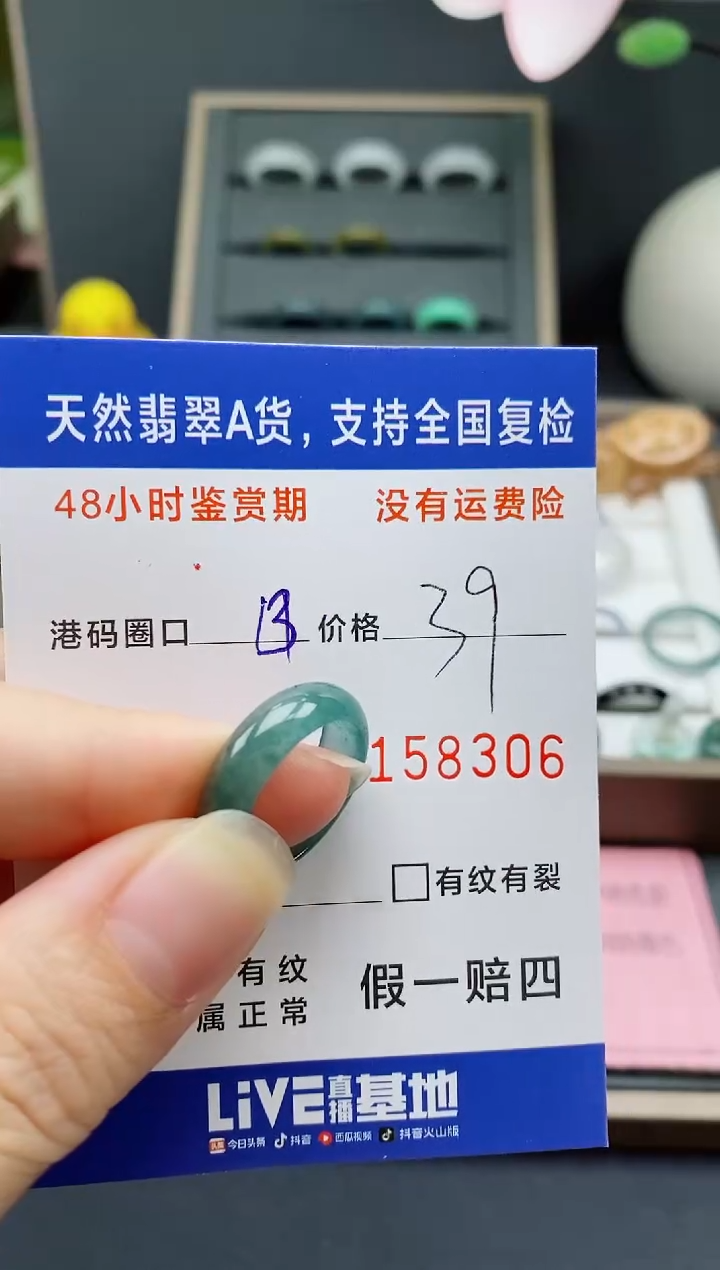 天然翡翠A货，支持全国复检
48小时鉴赏期 没有运费险
港码圈口 13 价格 39
158306
□有纹有裂
有纹 假一赔四
属正常
LiVE直播基地
头条 今日头条 抖音 西瓜视频 抖音火山版